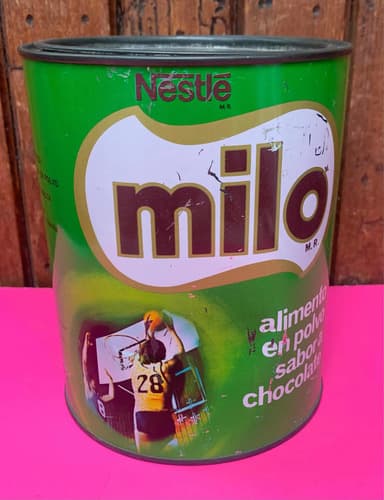 Nestlé
M.R.
milo
M.R.
alimento
en polvo
sabor a
chocolate
28